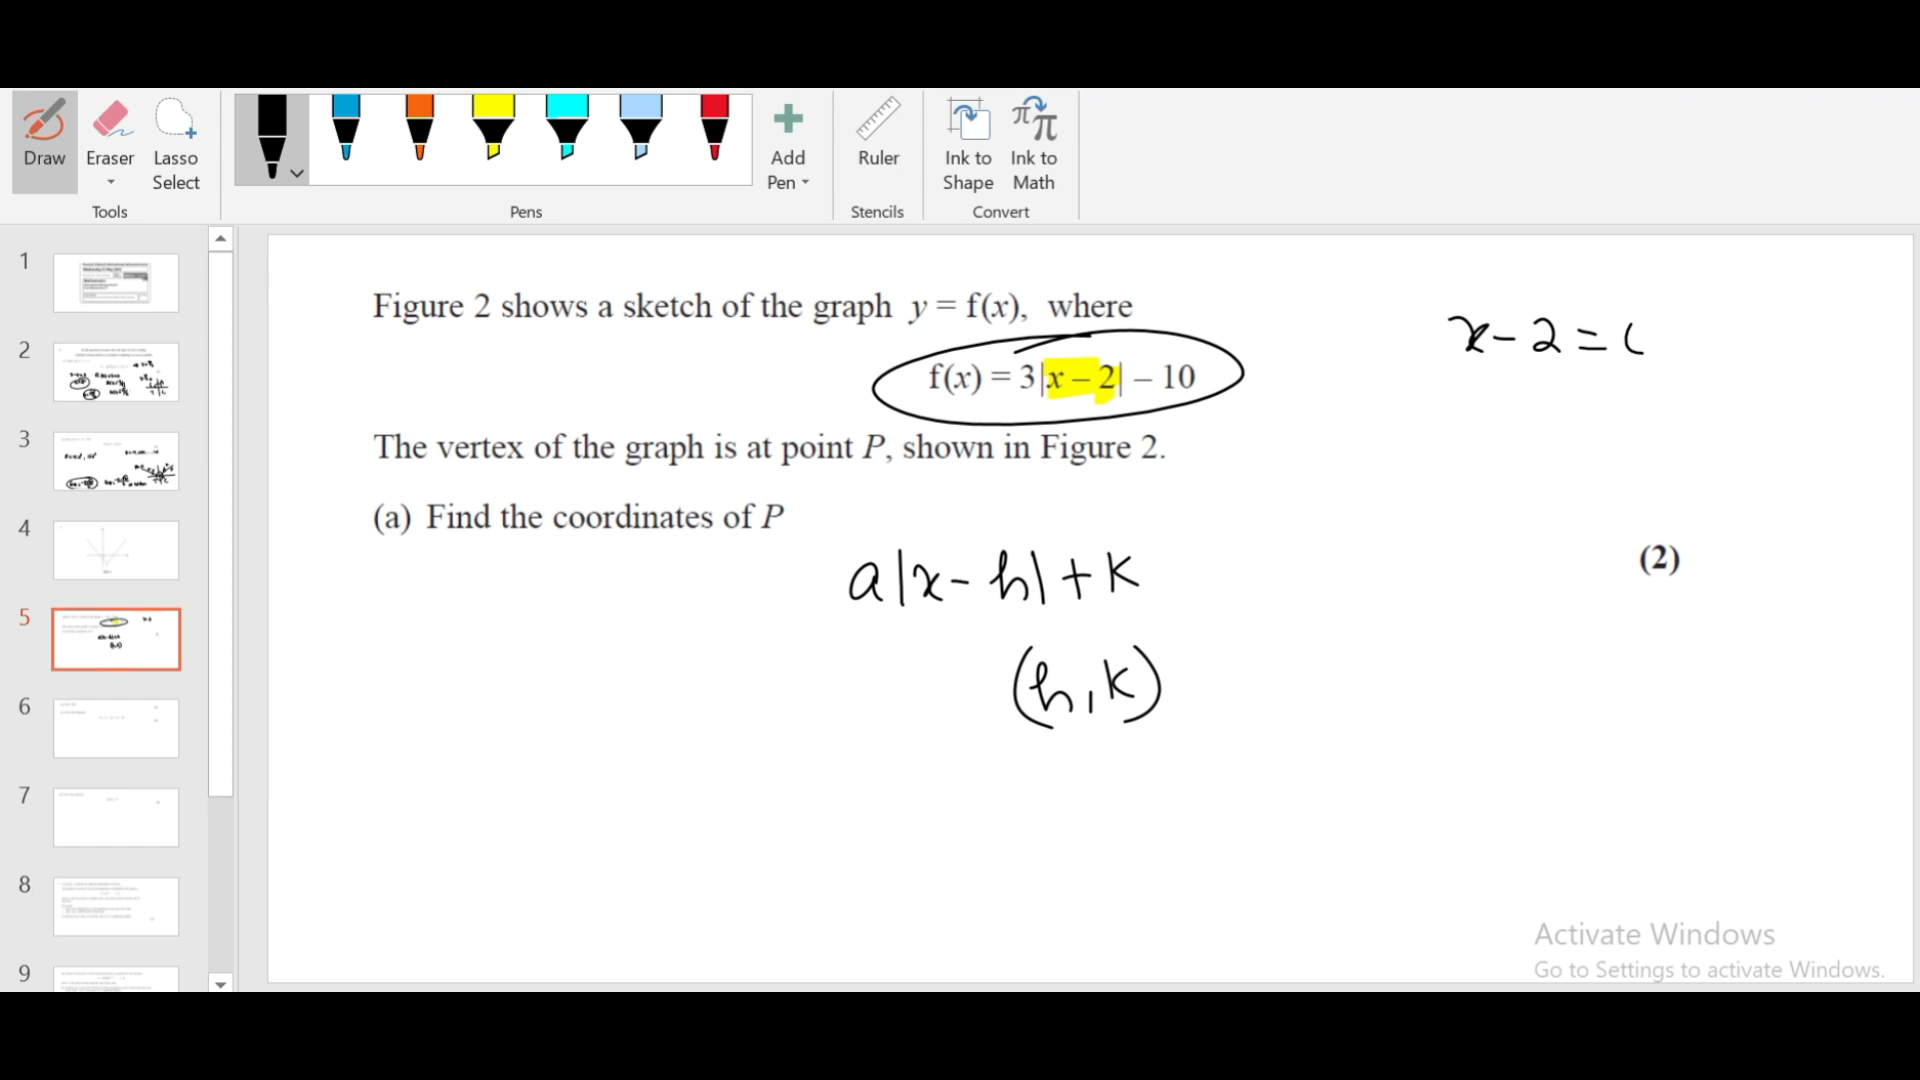 Draw
Eraser
Lasso Select
Tools
Pens
Add Pen
Ruler
Stencils
Ink to Shape
Ink to Math
Convert
1
2
3
4
5
6
7
8
9
Figure 2 shows a sketch of the graph y = f(x), where
f(x) = 3|x – 2| – 10
x - 2 = (
The vertex of the graph is at point P, shown in Figure 2.
(a) Find the coordinates of P
(2)
a|x - h| + k
(h, k)
Activate Windows
Go to Settings to activate Windows.